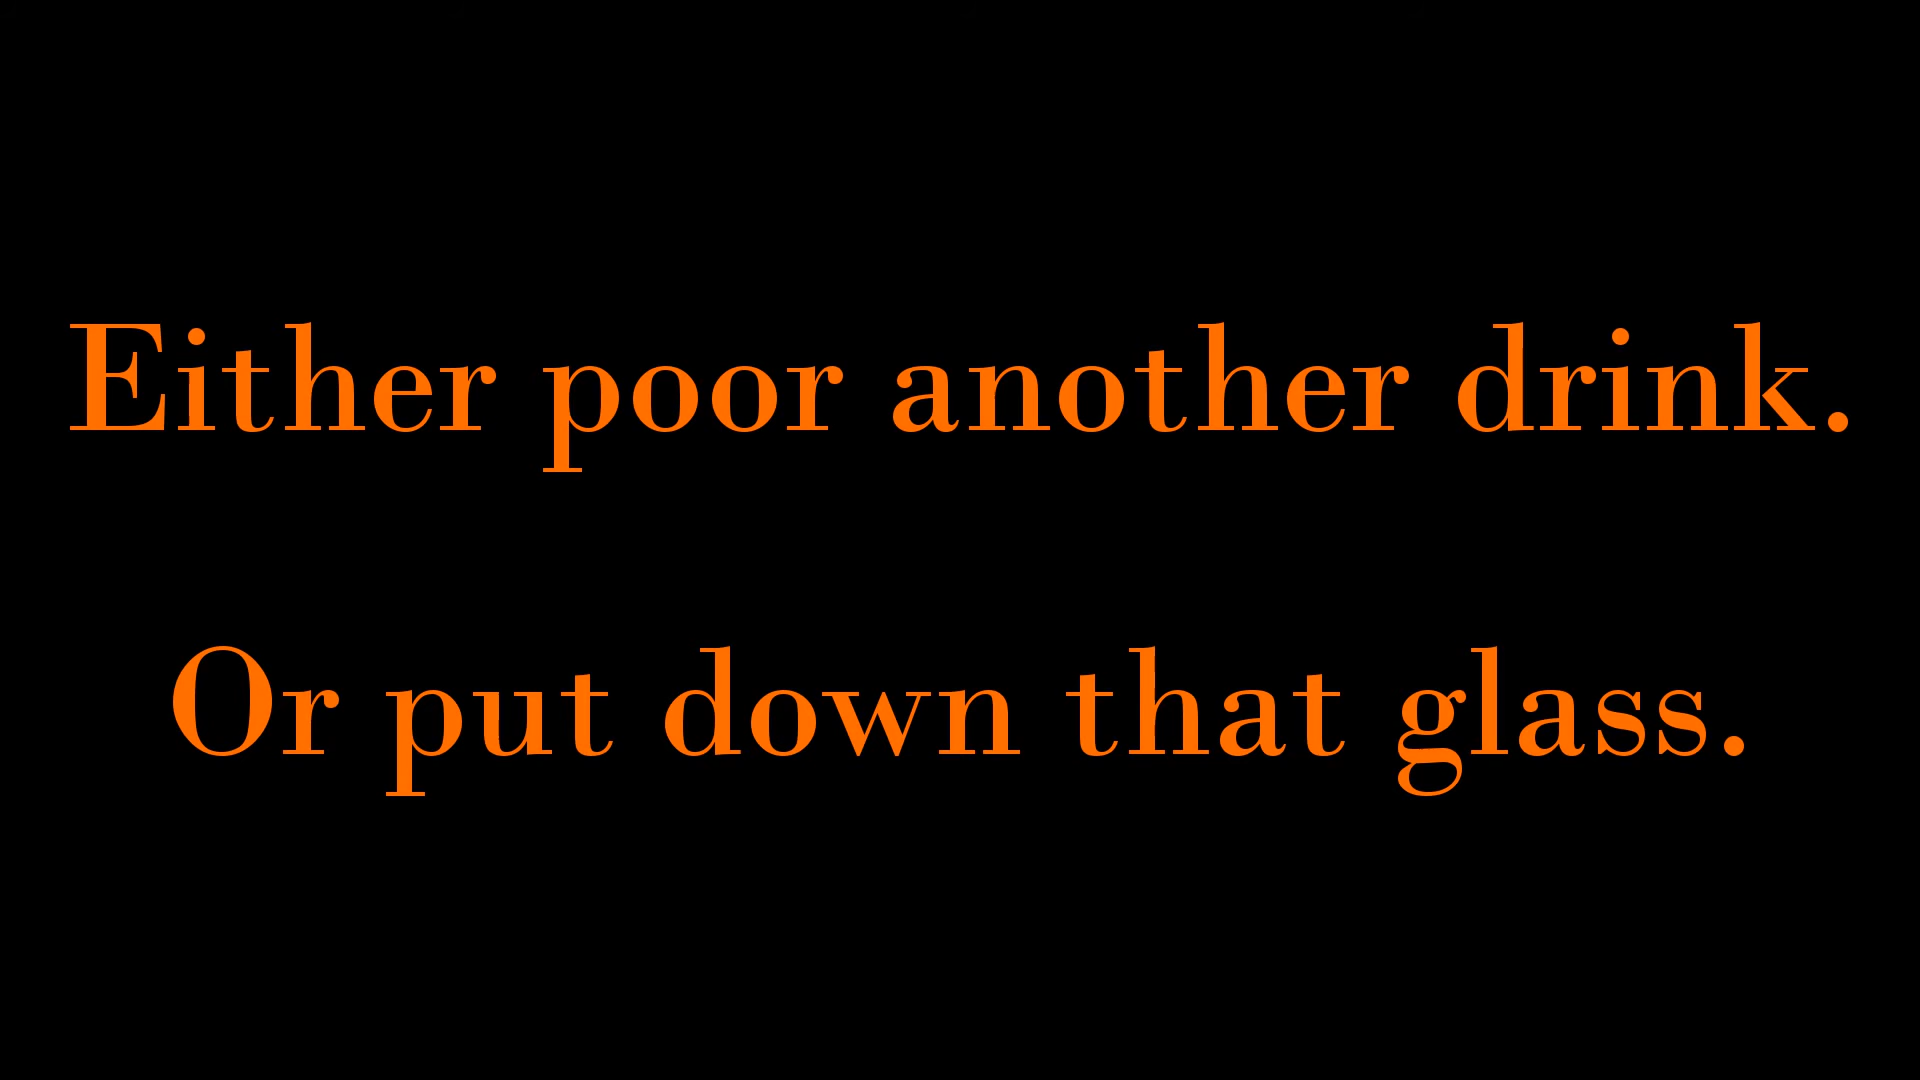 Either poor another drink.
Or put down that glass.